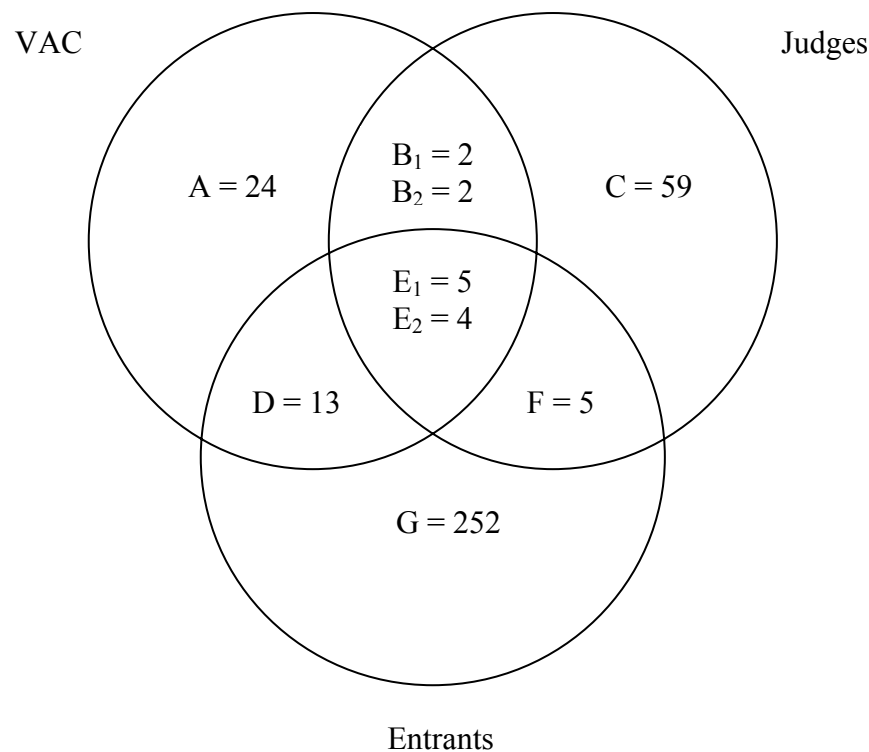 VAC
Judges
B₁ = 2
B₂ = 2
A = 24
C = 59
E₁ = 5
E₂ = 4
D = 13
F = 5
G = 252
Entrants